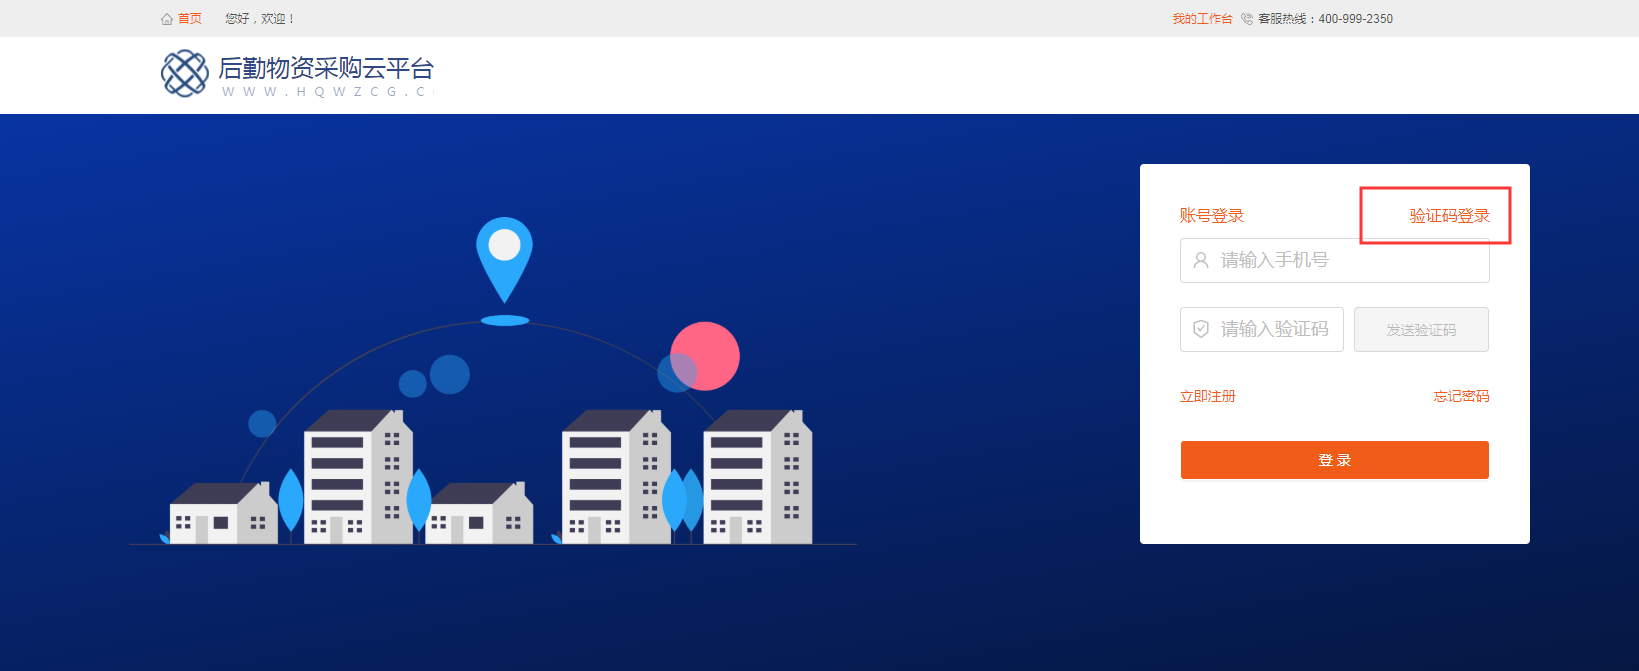 首页 您好，欢迎！ 我的工作台 客服热线：400-999-2350
后勤物资采购云平台
WWW.HQWZCG.C
账号登录 验证码登录
请输入手机号
请输入验证码 发送验证码
立即注册 忘记密码
登 录